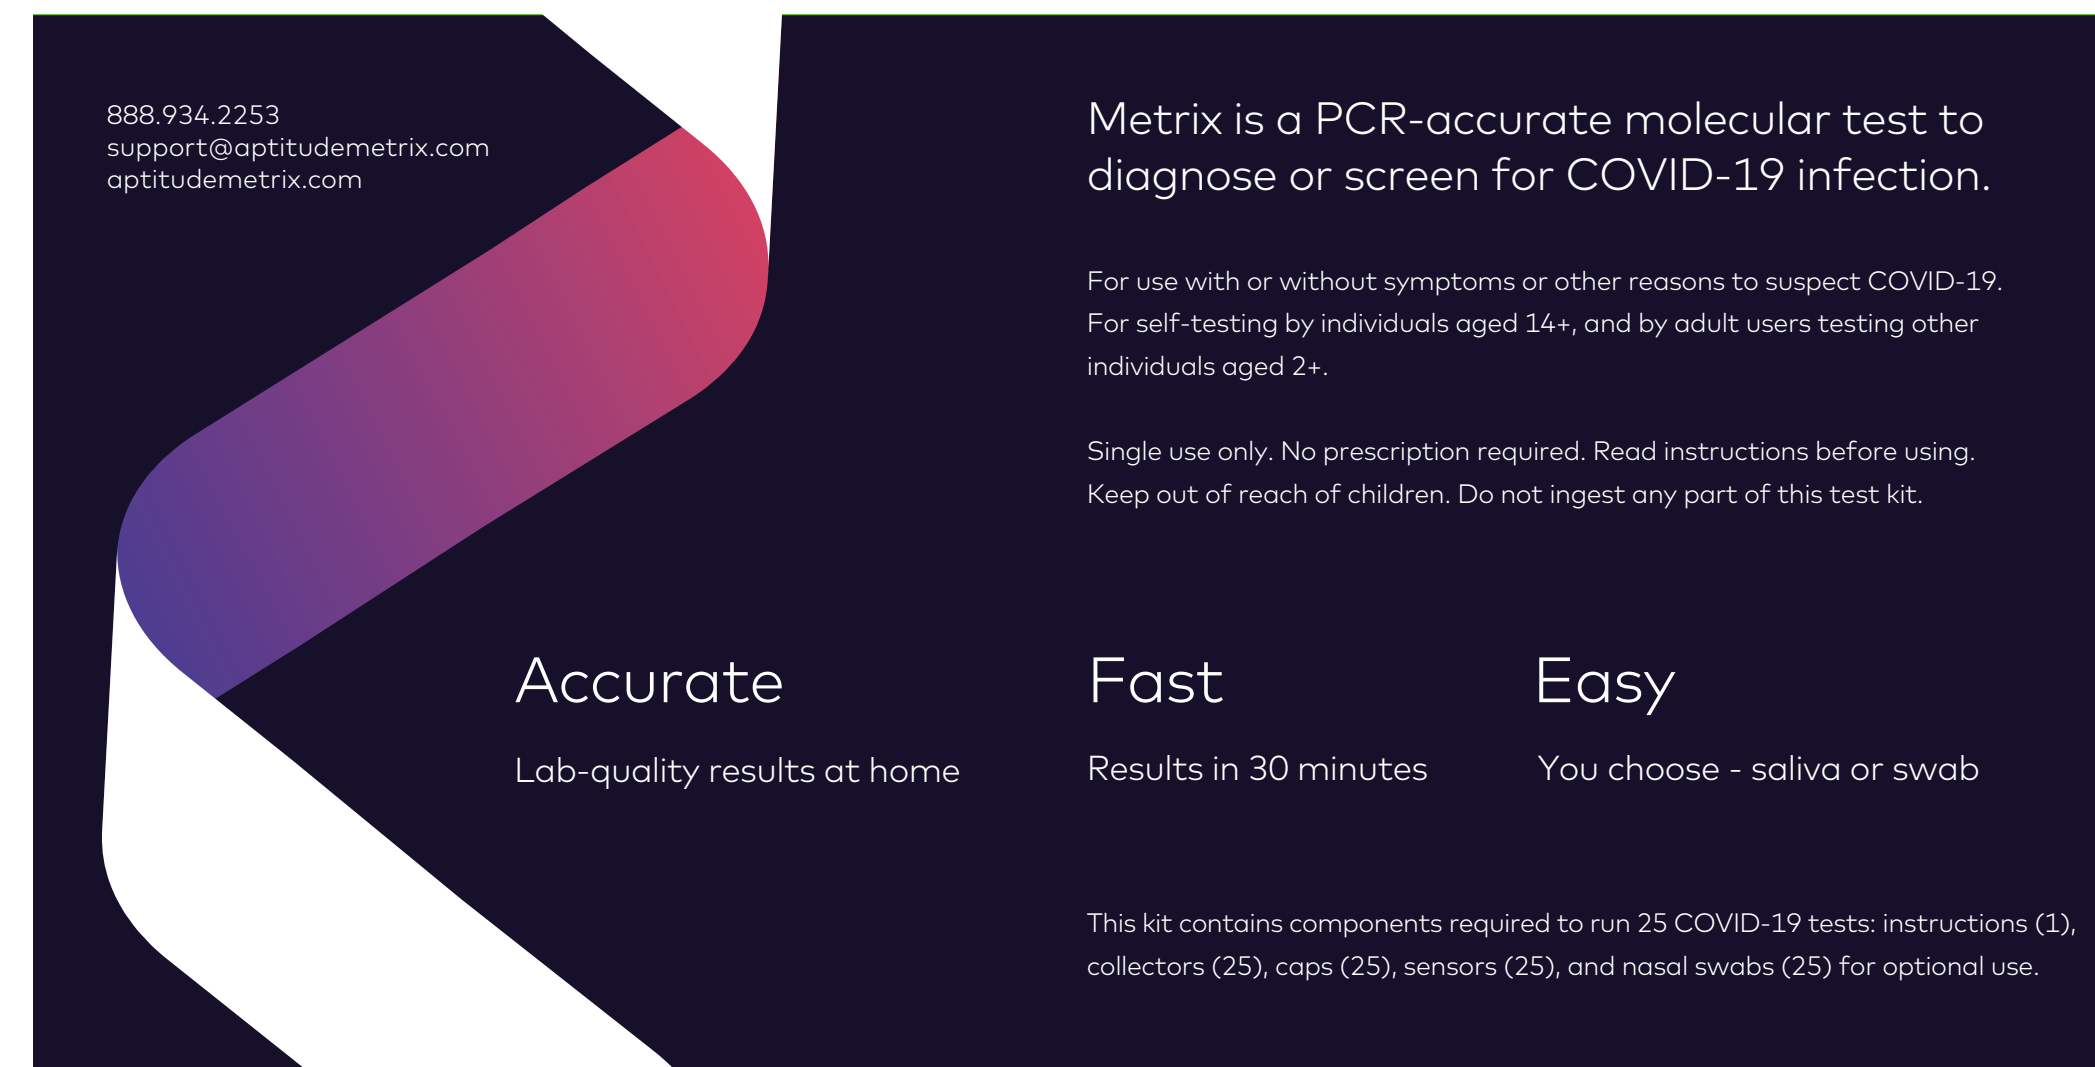 888.934.2253
support@aptitudemetrix.com
aptitudemetrix.com
Metrix is a PCR-accurate molecular test to
diagnose or screen for COVID-19 infection.
For use with or without symptoms or other reasons to suspect COVID-19.
For self-testing by individuals aged 14+, and by adult users testing other
individuals aged 2+.
Single use only. No prescription required. Read instructions before using.
Keep out of reach of children. Do not ingest any part of this test kit.
Accurate
Lab-quality results at home
Fast
Results in 30 minutes
Easy
You choose - saliva or swab
This kit contains components required to run 25 COVID-19 tests: instructions (1),
collectors (25), caps (25), sensors (25), and nasal swabs (25) for optional use.